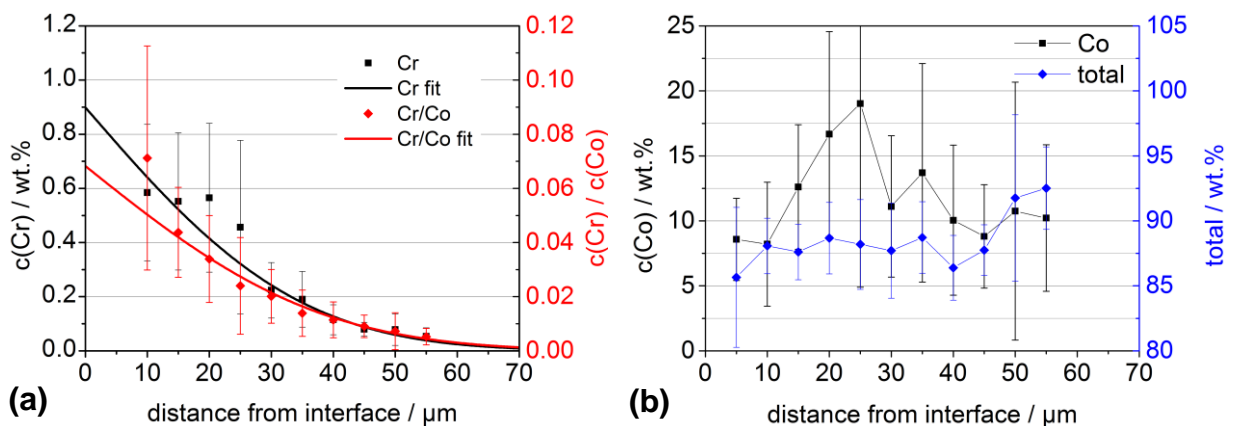 1.2
1.0
0.8
0.6
0.4
0.2
0.0
c(Cr) / wt.%
Cr
Cr fit
Cr/Co
Cr/Co fit
0.12
0.10
0.08
0.06
0.04
0.02
0.00
c(Cr) / c(Co)
0 10 20 30 40 50 60 70
distance from interface / µm
(a)
25
20
15
10
5
0
c(Co) / wt.%
Co
total
105
100
95
90
85
80
total / wt.%
0 10 20 30 40 50 60 70
distance from interface / µm
(b)